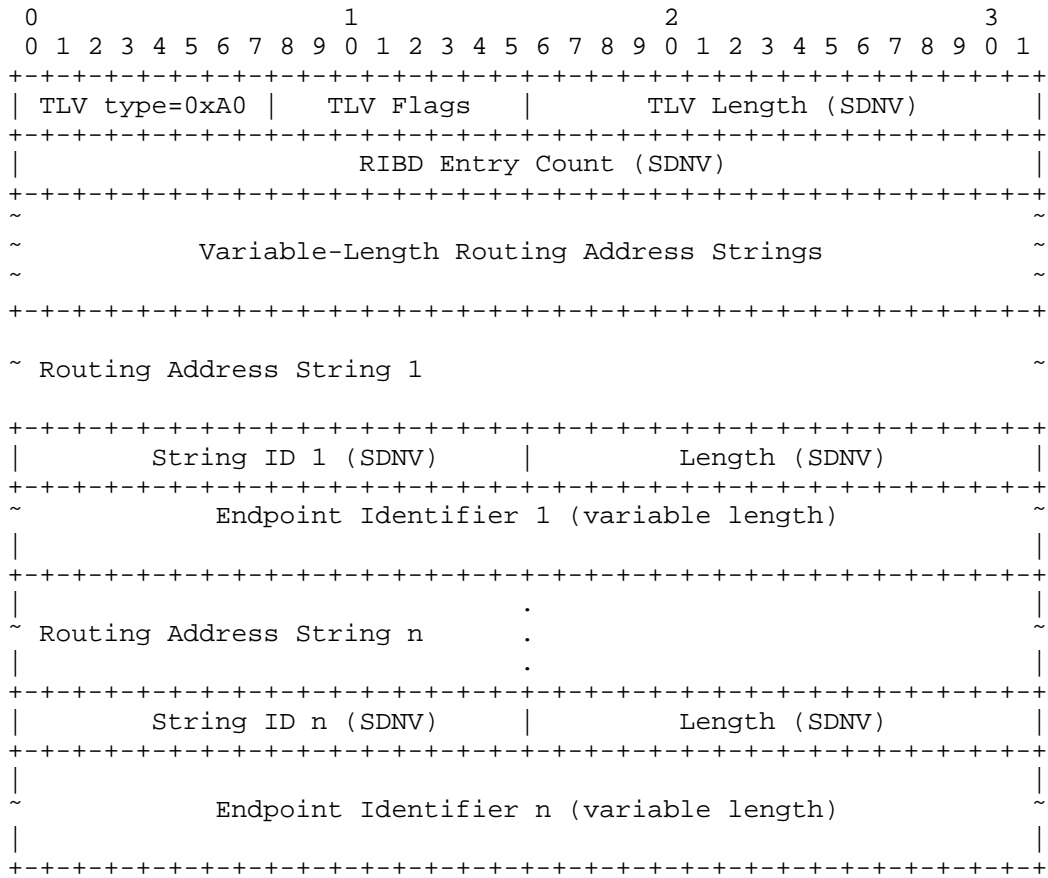 0                   1                   2                   3
 0 1 2 3 4 5 6 7 8 9 0 1 2 3 4 5 6 7 8 9 0 1 2 3 4 5 6 7 8 9 0 1
+-+-+-+-+-+-+-+-+-+-+-+-+-+-+-+-+-+-+-+-+-+-+-+-+-+-+-+-+-+-+-+-+
| TLV type=0xA0 |   TLV Flags   |       TLV Length (SDNV)       |
+-+-+-+-+-+-+-+-+-+-+-+-+-+-+-+-+-+-+-+-+-+-+-+-+-+-+-+-+-+-+-+-+
|                     RIBD Entry Count (SDNV)                   |
+-+-+-+-+-+-+-+-+-+-+-+-+-+-+-+-+-+-+-+-+-+-+-+-+-+-+-+-+-+-+-+-+
~                                                               ~
~           Variable-Length Routing Address Strings             ~
~                                                               ~
+-+-+-+-+-+-+-+-+-+-+-+-+-+-+-+-+-+-+-+-+-+-+-+-+-+-+-+-+-+-+-+-+
~ Routing Address String 1                                      ~
+-+-+-+-+-+-+-+-+-+-+-+-+-+-+-+-+-+-+-+-+-+-+-+-+-+-+-+-+-+-+-+-+
|        String ID 1 (SDNV)     |         Length (SDNV)         |
+-+-+-+-+-+-+-+-+-+-+-+-+-+-+-+-+-+-+-+-+-+-+-+-+-+-+-+-+-+-+-+-+
~            Endpoint Identifier 1 (variable length)            ~
|                                                               |
+-+-+-+-+-+-+-+-+-+-+-+-+-+-+-+-+-+-+-+-+-+-+-+-+-+-+-+-+-+-+-+-+
|                               .                               |
~ Routing Address String n      .                               ~
|                               .                               |
+-+-+-+-+-+-+-+-+-+-+-+-+-+-+-+-+-+-+-+-+-+-+-+-+-+-+-+-+-+-+-+-+
|        String ID n (SDNV)     |         Length (SDNV)         |
+-+-+-+-+-+-+-+-+-+-+-+-+-+-+-+-+-+-+-+-+-+-+-+-+-+-+-+-+-+-+-+-+
|                                                               |
~            Endpoint Identifier n (variable length)            ~
|                                                               |
+-+-+-+-+-+-+-+-+-+-+-+-+-+-+-+-+-+-+-+-+-+-+-+-+-+-+-+-+-+-+-+-+